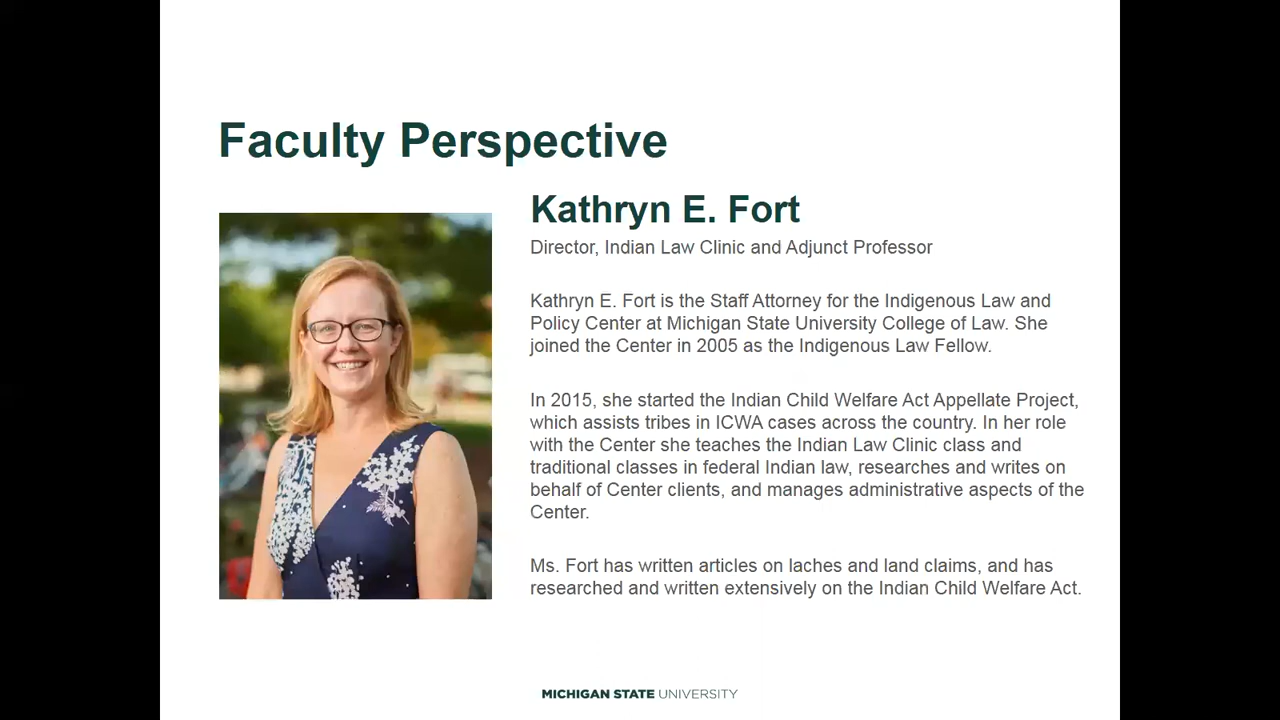 Faculty Perspective
Kathryn E. Fort
Director, Indian Law Clinic and Adjunct Professor
Kathryn E. Fort is the Staff Attorney for the Indigenous Law and
Policy Center at Michigan State University College of Law. She
joined the Center in 2005 as the Indigenous Law Fellow.
In 2015, she started the Indian Child Welfare Act Appellate Project,
which assists tribes in ICWA cases across the country. In her role
with the Center she teaches the Indian Law Clinic class and
traditional classes in federal Indian law, researches and writes on
behalf of Center clients, and manages administrative aspects of the
Center.
Ms. Fort has written articles on laches and land claims, and has
researched and written extensively on the Indian Child Welfare Act.
MICHIGAN STATE UNIVERSITY